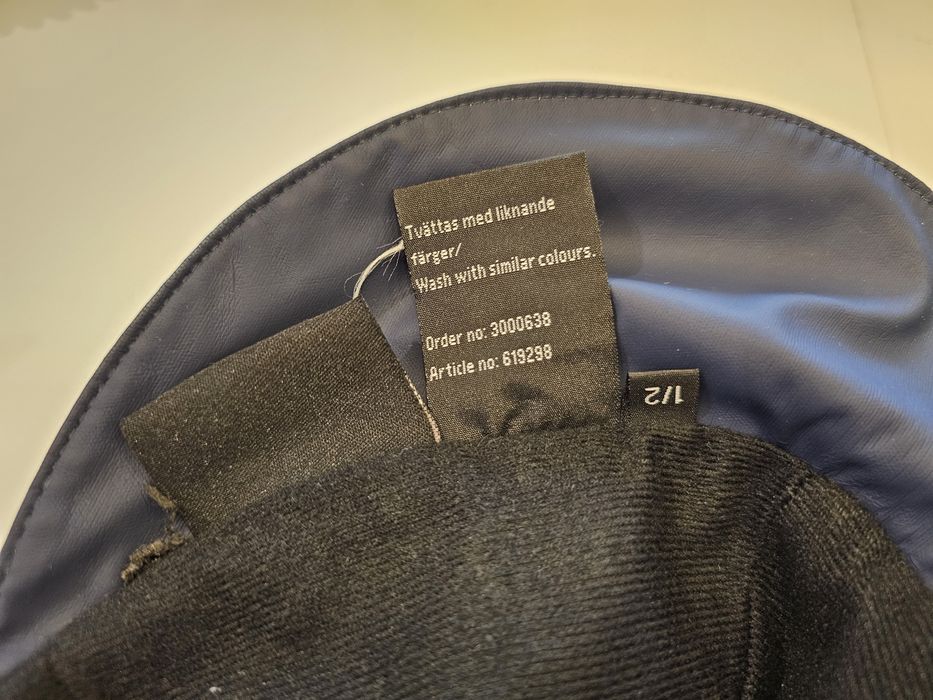 Tvättas med liknande
färger/
Wash with similar colours.
Order no: 3000638
Article no: 619298
1/2